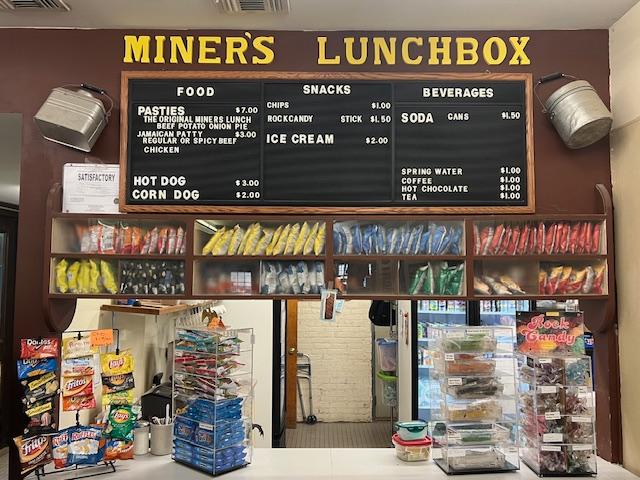 MINER'S LUNCHBOX
FOOD
PASTIES $7.00
THE ORIGINAL MINERS LUNCH
BEEF POTATO ONION PIE
JAMAICAN PATTY $3.00
REGULAR OR SPICY BEEF
CHICKEN
HOT DOG $3.00
CORN DOG $2.00
SNACKS
CHIPS $1.00
ROCKCANDY STICK $1.50
ICE CREAM $2.00
BEVERAGES
SODA CANS $1.50
SPRING WATER $1.00
COFFEE $1.00
HOT CHOCOLATE $1.00
TEA $1.00
SATISFACTORY
Doritos
Fritos
Lay's
Lay's
Fritos
Ruffles
Rock
Candy